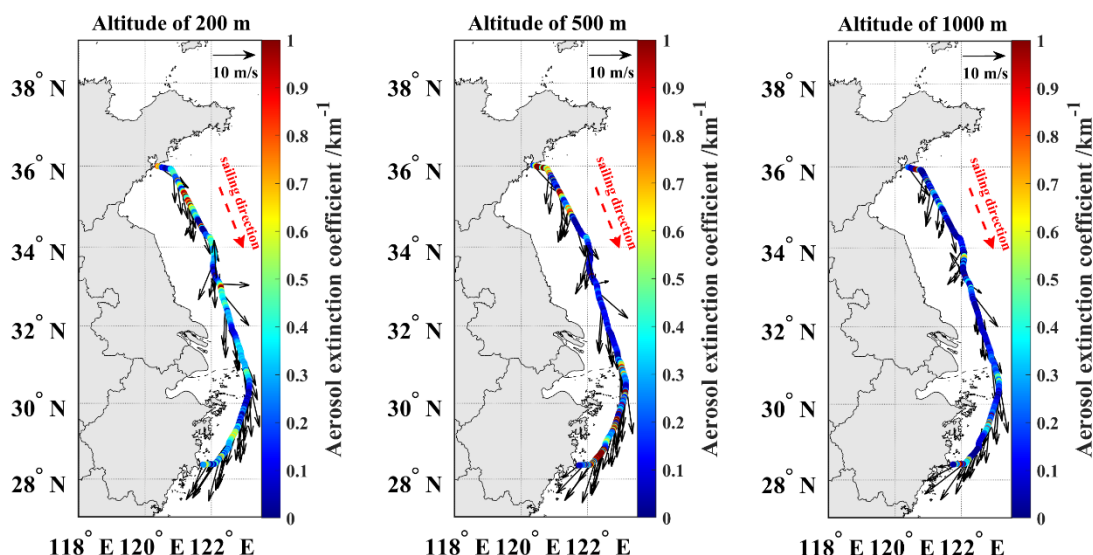 Altitude of 200 m
10 m/s
38° N
36° N
34° N
32° N
30° N
28° N
118° E 120° E 122° E
sailing direction
1
0.9
0.8
0.7
0.6
0.5
0.4
0.3
0.2
0.1
0
Aerosol extinction coefficient /km-1
Altitude of 500 m
10 m/s
38° N
36° N
34° N
32° N
30° N
28° N
118° E 120° E 122° E
sailing direction
1
0.9
0.8
0.7
0.6
0.5
0.4
0.3
0.2
0.1
0
Aerosol extinction coefficient /km-1
Altitude of 1000 m
10 m/s
38° N
36° N
34° N
32° N
30° N
28° N
118° E 120° E 122° E
sailing direction
1
0.9
0.8
0.7
0.6
0.5
0.4
0.3
0.2
0.1
0
Aerosol extinction coefficient /km-1